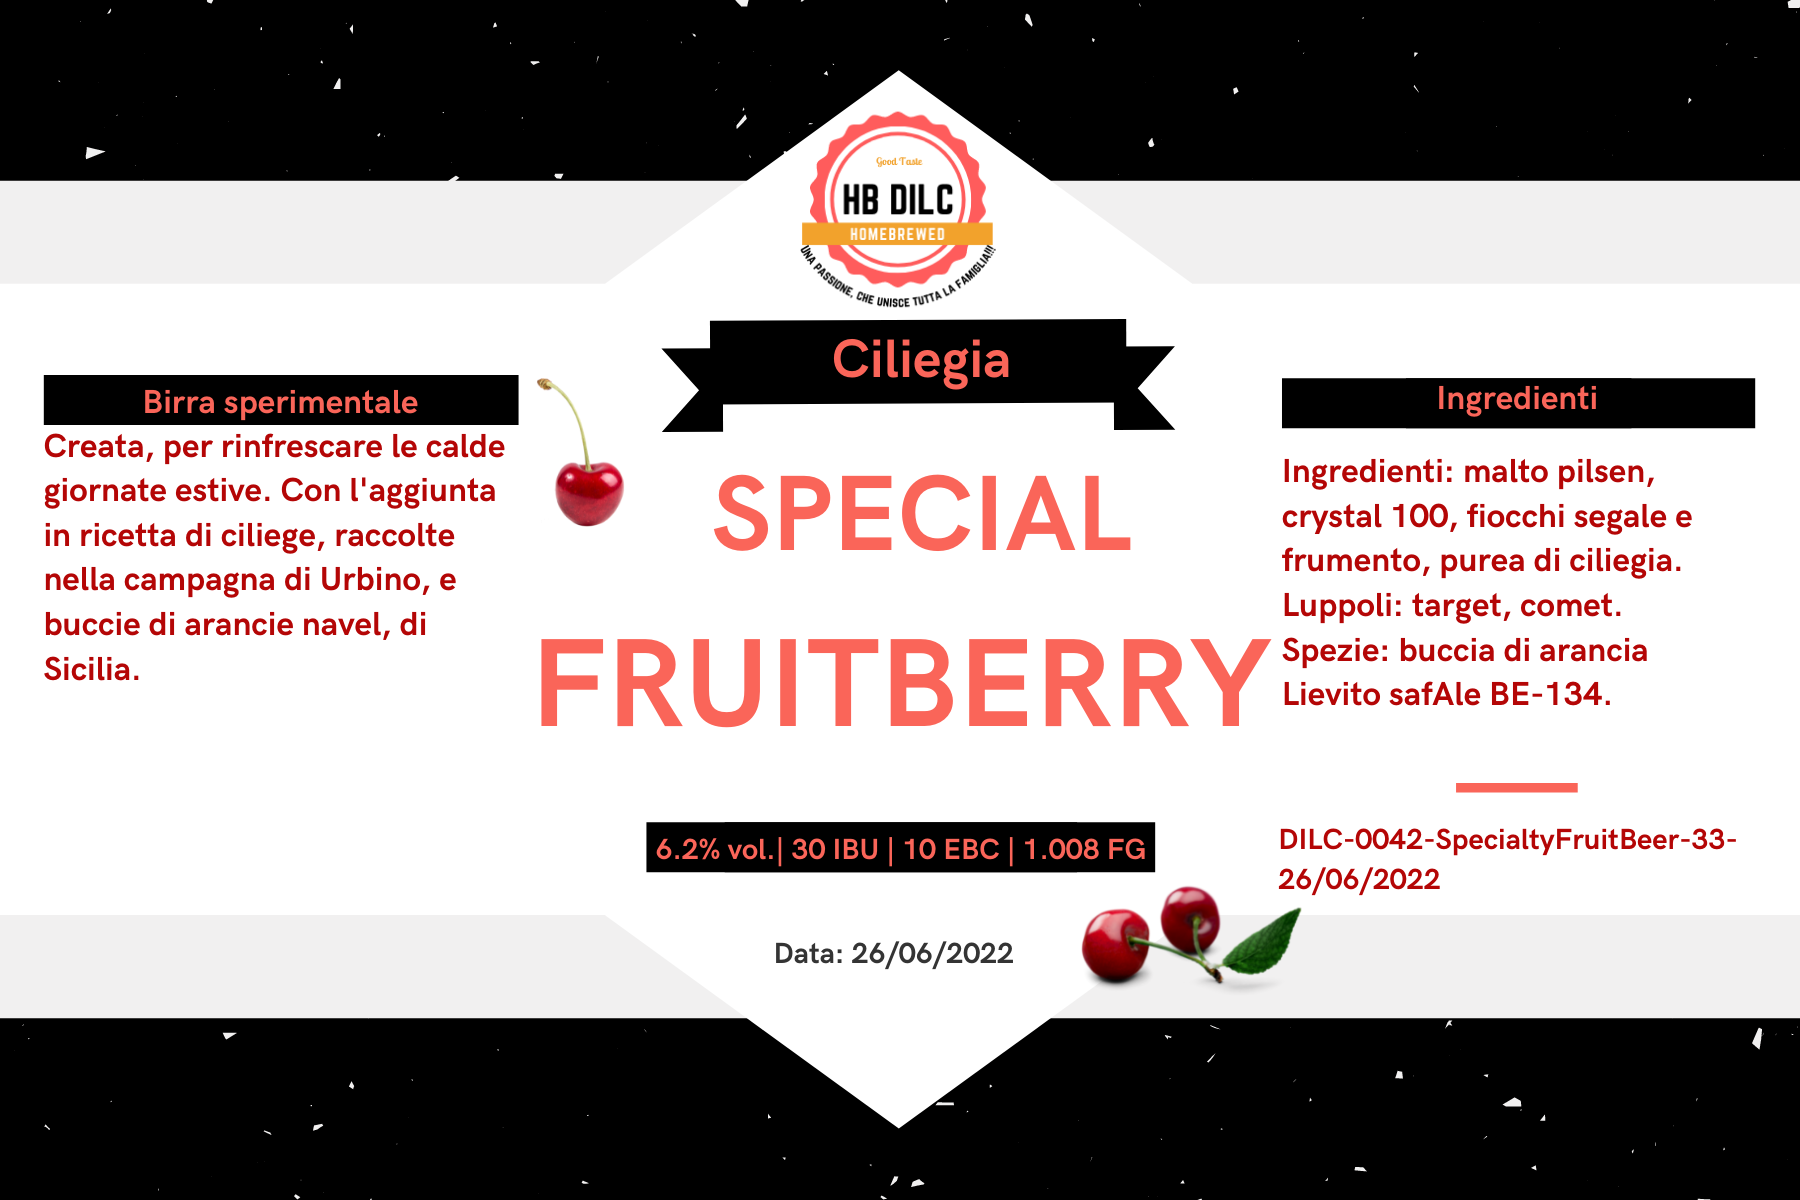 Good Taste
HB DILC
HOMEBREWED
UNA PASSIONE, CHE UNISCE TUTTA LA FAMIGLIA!!!
Ciliegia
Birra sperimentale
Creata, per rinfrescare le calde
giornate estive. Con l'aggiunta
in ricetta di ciliege, raccolte
nella campagna di Urbino, e
buccie di arancie navel, di
Sicilia.
SPECIAL
FRUITBERRY
6.2% vol.| 30 IBU | 10 EBC | 1.008 FG
Data: 26/06/2022
Ingredienti
Ingredienti: malto pilsen,
crystal 100, fiocchi segale e
frumento, purea di ciliegia.
Luppoli: target, comet.
Spezie: buccia di arancia
Lievito safAle BE-134.
DILC-0042-SpecialtyFruitBeer-33-
26/06/2022